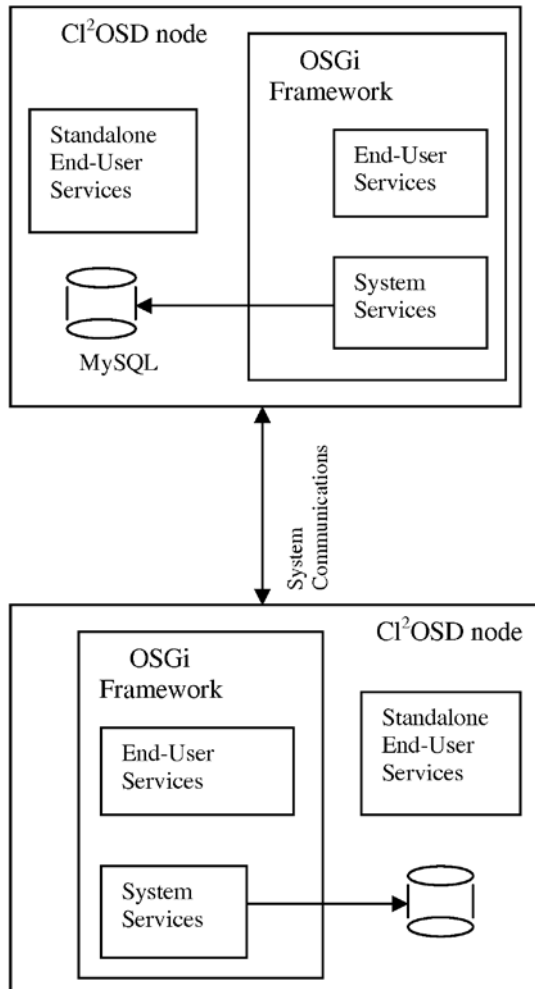 Cl²OSD node
OSGi
Framework
Standalone
End-User
Services
End-User
Services
System
Services
MySQL
System
Communications
Cl²OSD node
OSGi
Framework
Standalone
End-User
Services
End-User
Services
System
Services